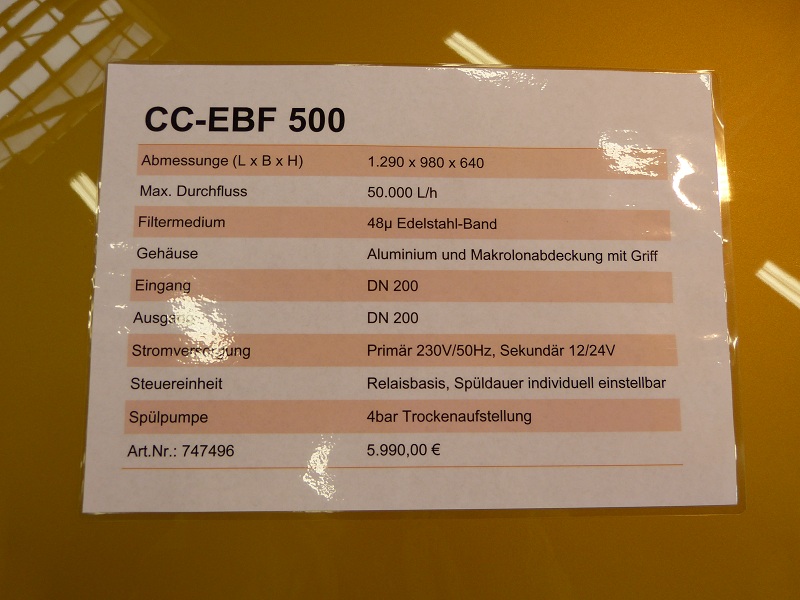 CC-EBF 500
Abmessunge (L x B x H) 1.290 x 980 x 640
Max. Durchfluss 50.000 L/h
Filtermedium 48µ Edelstahl-Band
Gehäuse Aluminium und Makrolonabdeckung mit Griff
Eingang DN 200
Ausgang DN 200
Stromversorgung Primär 230V/50Hz, Sekundär 12/24V
Steuereinheit Relaisbasis, Spüldauer individuell einstellbar
Spülpumpe 4bar Trockenaufstellung
Art.Nr.: 747496 5.990,00 €